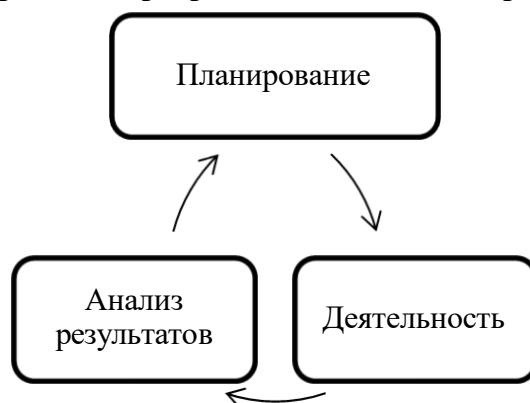 Планирование
Анализ
результатов
Деятельность